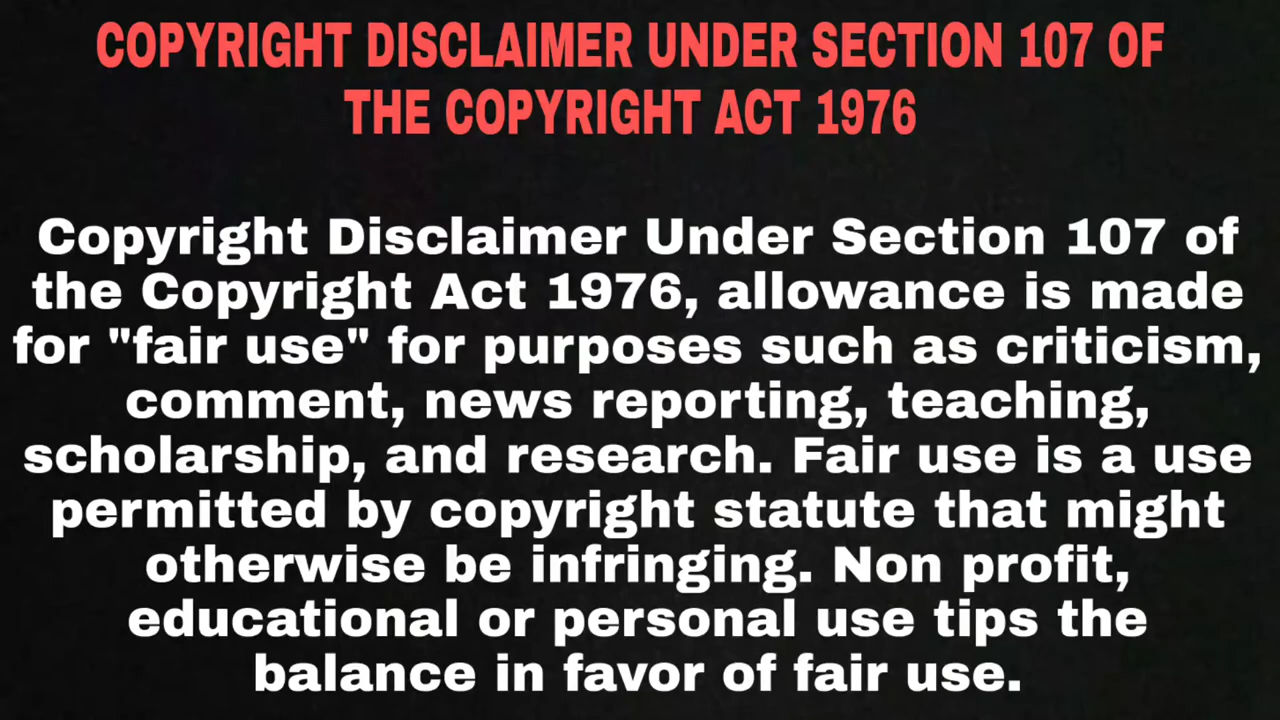 COPYRIGHT DISCLAIMER UNDER SECTION 107 OF
THE COPYRIGHT ACT 1976
Copyright Disclaimer Under Section 107 of
the Copyright Act 1976, allowance is made
for "fair use" for purposes such as criticism,
comment, news reporting, teaching,
scholarship, and research. Fair use is a use
permitted by copyright statute that might
otherwise be infringing. Non profit,
educational or personal use tips the
balance in favor of fair use.